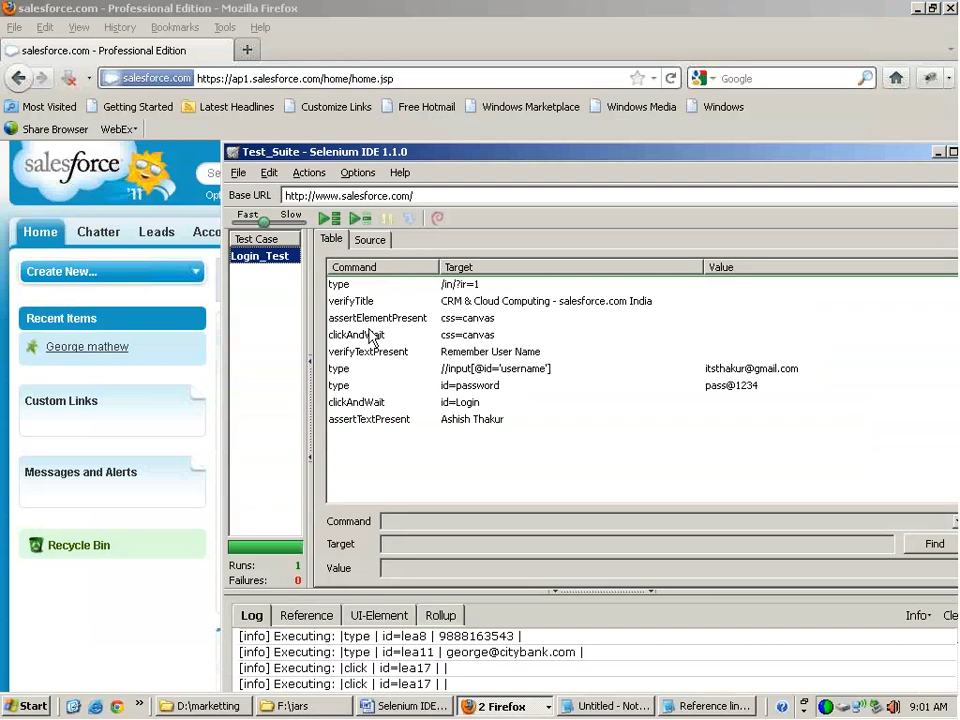 salesforce.com - Professional Edition - Mozilla Firefox
File Edit View History Bookmarks Tools Help
salesforce.com - Professional Edition
salesforce.com https://ap1.salesforce.com/home/home.jsp Google
Most Visited Getting Started Latest Headlines Customize Links Free Hotmail Windows Marketplace Windows Media Windows
Share Browser WebEx
salesforce '11
Home Chatter Leads Acco
Create New...
Recent Items
George mathew
Custom Links
Messages and Alerts
Recycle Bin
Test_Suite - Selenium IDE 1.1.0
File Edit Actions Options Help
Base URL http://www.salesforce.com/
Fast Slow
Test Case Table Source
Login_Test
Command Target Value
type /in/?ir=1
verifyTitle CRM & Cloud Computing - salesforce.com India
assertElementPresent css=canvas
clickAndWait css=canvas
verifyTextPresent Remember User Name
type //input[@id='username'] itsthakur@gmail.com
type id=password pass@1234
clickAndWait id=Login
assertTextPresent Ashish Thakur
Command
Target Find
Value
Runs: 1
Failures: 0
Log Reference UI-Element Rollup Info Cle
[info] Executing: |type | id=lea8 | 9888163543 |
[info] Executing: |type | id=lea11 | george@citybank.com |
[info] Executing: |click | id=lea17 | |
[info] Executing: |click | id=lea17 | |
Start D:\marketting F:\jars Selenium IDE... 2 Firefox Untitled - Not... Reference lin... 9:01 AM